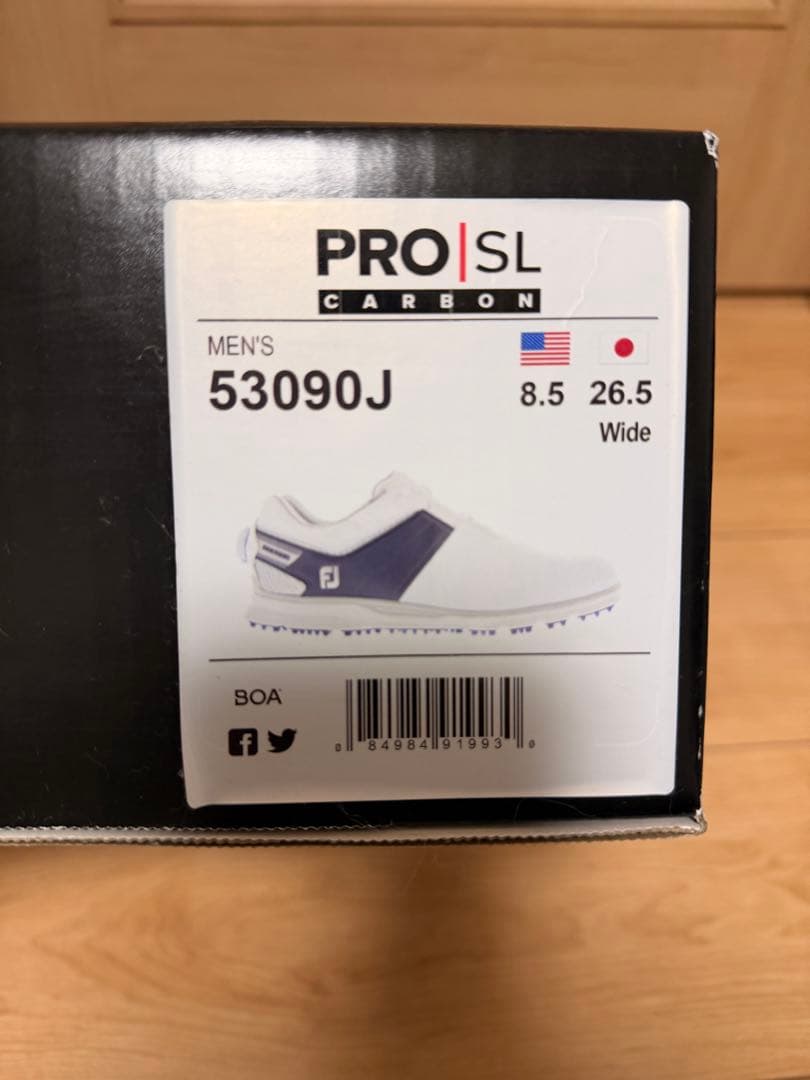 PRO|SL
CARBON
MEN'S
53090J
8.5 26.5
Wide
FJ
BOA
0 84984 91993 0